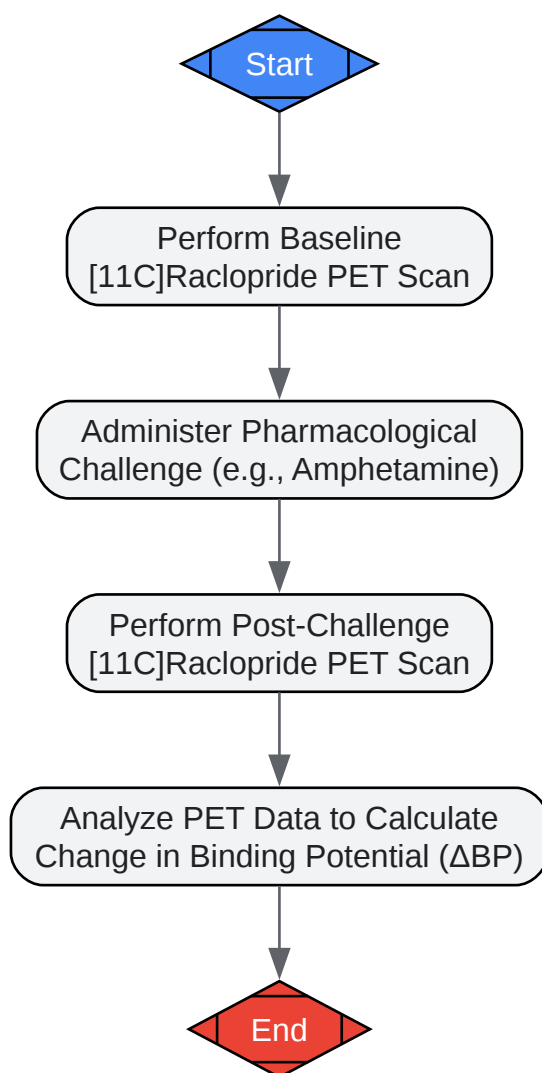 Start
Perform Baseline
[11C]Raclopride PET Scan
Administer Pharmacological
Challenge (e.g., Amphetamine)
Perform Post-Challenge
[11C]Raclopride PET Scan
Analyze PET Data to Calculate
Change in Binding Potential (ΔBP)
End